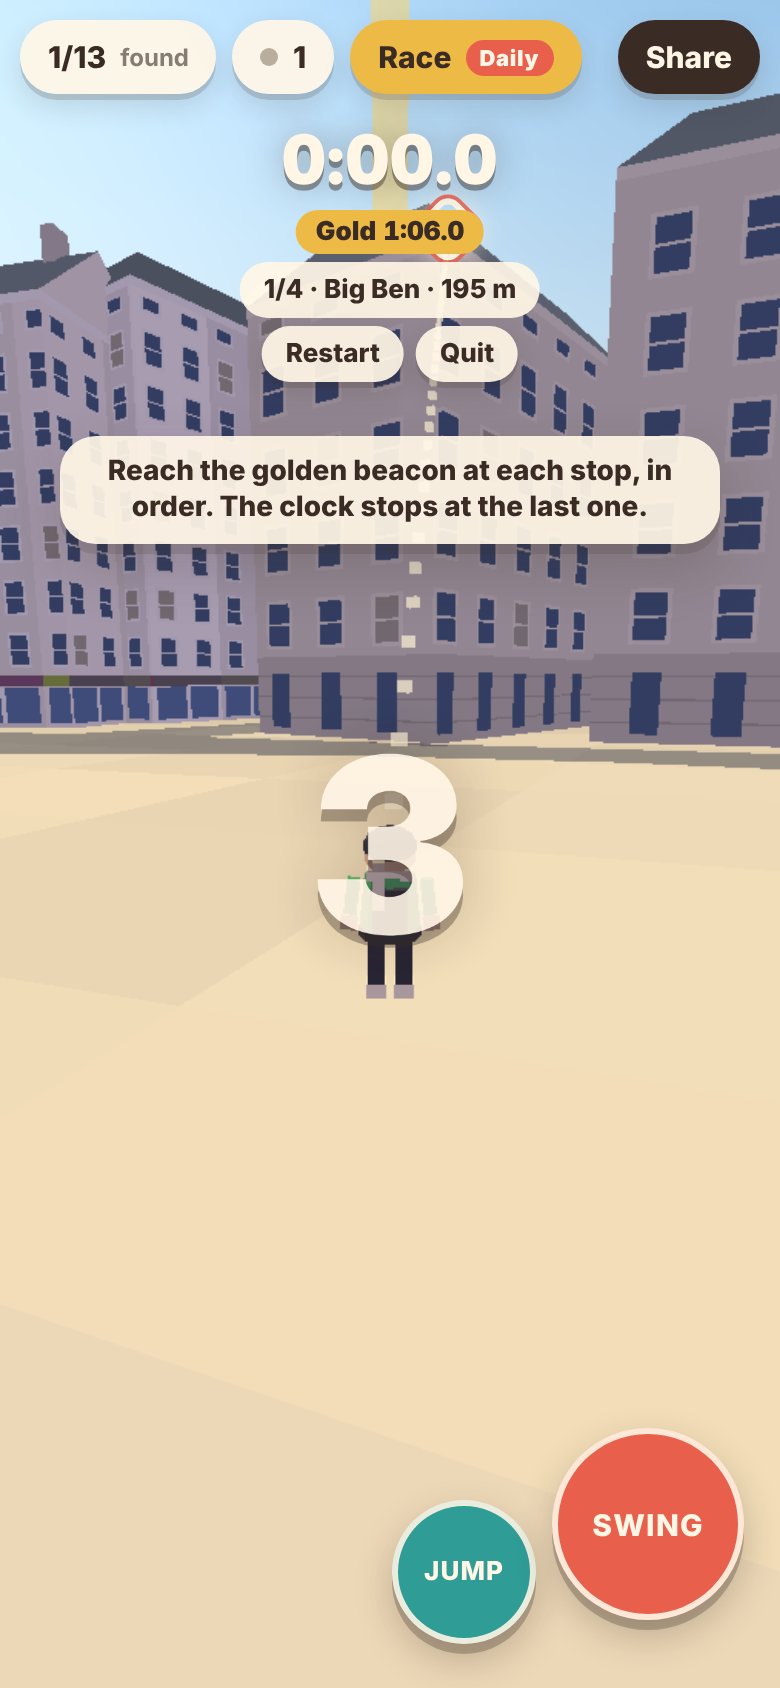 1/13 found
1
Race Daily
Share
0:00.0
Gold 1:06.0
1/4 · Big Ben · 195 m
Restart
Quit
Reach the golden beacon at each stop, in
order. The clock stops at the last one.
3
JUMP
SWING